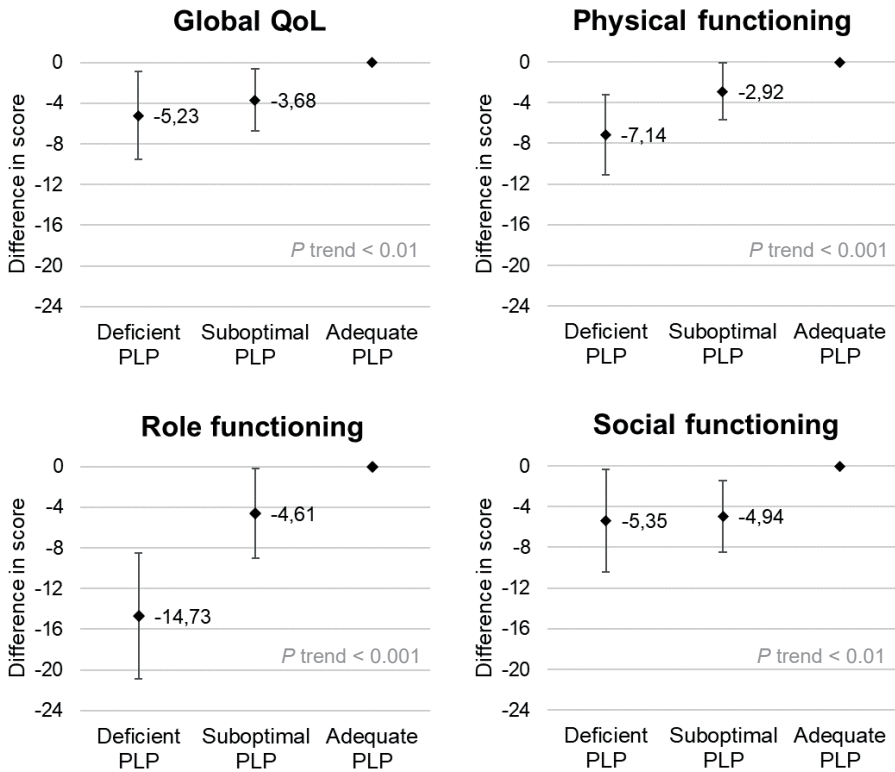 Global QoL
Difference in score
0
-4
-8
-12
-16
-20
-24
-5,23
-3,68
P trend < 0.01
Deficient PLP
Suboptimal PLP
Adequate PLP
Physical functioning
Difference in score
0
-4
-8
-12
-16
-20
-24
-7,14
-2,92
P trend < 0.001
Deficient PLP
Suboptimal PLP
Adequate PLP
Role functioning
Difference in score
0
-4
-8
-12
-16
-20
-24
-14,73
-4,61
P trend < 0.001
Deficient PLP
Suboptimal PLP
Adequate PLP
Social functioning
Difference in score
0
-4
-8
-12
-16
-20
-24
-5,35
-4,94
P trend < 0.01
Deficient PLP
Suboptimal PLP
Adequate PLP